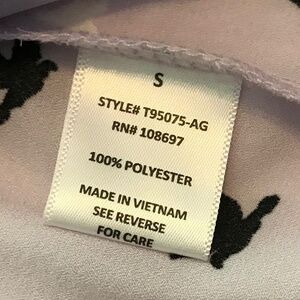 S
STYLE# T95075-AG
RN# 108697
100% POLYESTER
MADE IN VIETNAM
SEE REVERSE
FOR CARE